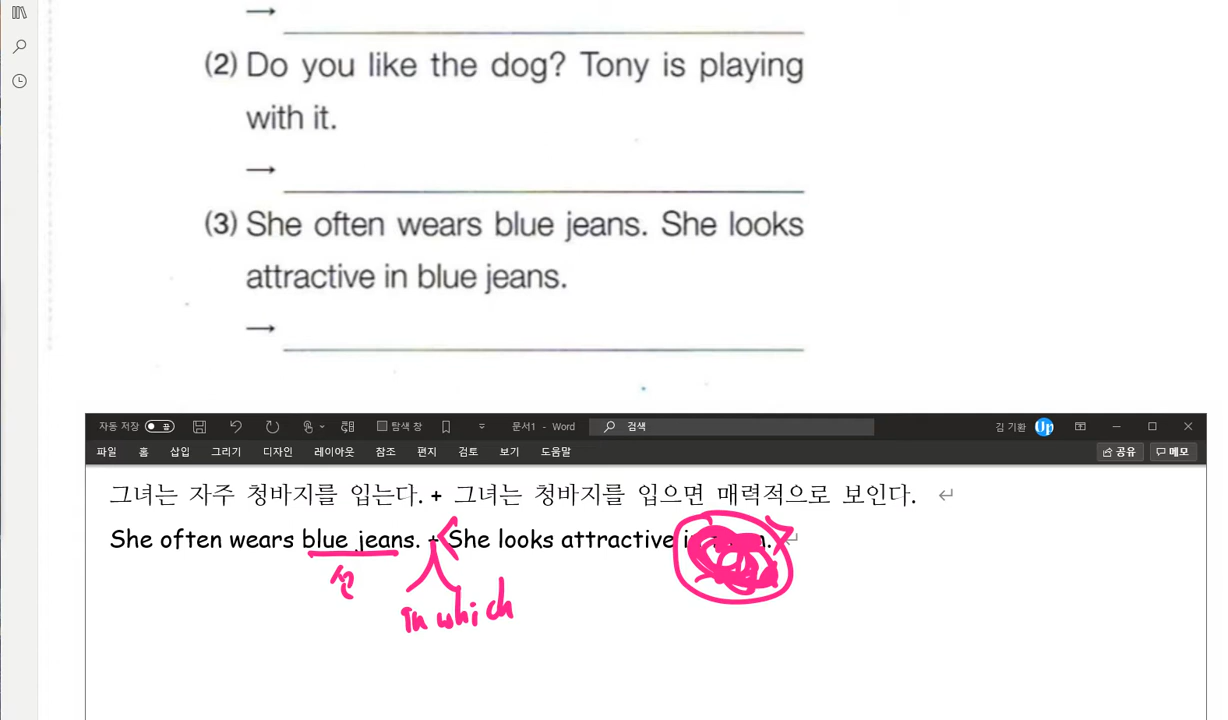 →
(2) Do you like the dog? Tony is playing
with it.
→
(3) She often wears blue jeans. She looks
attractive in blue jeans.
→
자동 저장 끔 탐색 창 문서1 - Word 검색 김 기환
파일 홈 삽입 그리기 디자인 레이아웃 참조 편지 검토 보기 도움말 공유 메모
그녀는 자주 청바지를 입는다. + 그녀는 청바지를 입으면 매력적으로 보인다.
She often wears blue jeans. + She looks attractive
선
in which